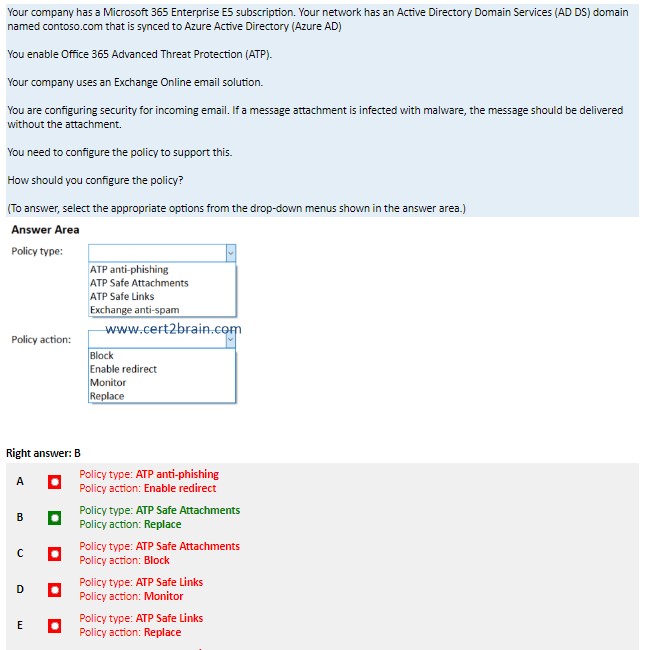 Your company has a Microsoft 365 Enterprise E5 subscription. Your network has an Active Directory Domain Services (AD DS) domain
named contoso.com that is synced to Azure Active Directory (Azure AD)
You enable Office 365 Advanced Threat Protection (ATP).
Your company uses an Exchange Online email solution.
You are configuring security for incoming email. If a message attachment is infected with malware, the message should be delivered
without the attachment.
You need to configure the policy to support this.
How should you configure the policy?
(To answer, select the appropriate options from the drop-down menus shown in the answer area.)
Answer Area
Policy type:
ATP anti-phishing
ATP Safe Attachments
ATP Safe Links
Exchange anti-spam
www.cert2brain.com
Policy action:
Block
Enable redirect
Monitor
Replace
Right answer: B
A
Policy type: ATP anti-phishing
Policy action: Enable redirect
B
Policy type: ATP Safe Attachments
Policy action: Replace
C
Policy type: ATP Safe Attachments
Policy action: Block
D
Policy type: ATP Safe Links
Policy action: Monitor
E
Policy type: ATP Safe Links
Policy action: Replace